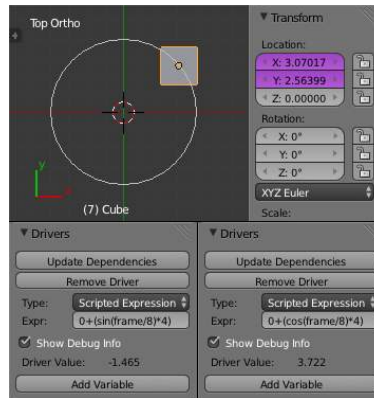 Top Ortho
y
x
(7) Cube
Transform
Location:
X: 3.07017
Y: 2.56399
Z: 0.00000
Rotation:
X: 0°
Y: 0°
Z: 0°
XYZ Euler
Scale:
Drivers
Update Dependencies
Remove Driver
Type: Scripted Expression
Expr: 0+(sin(frame/8)*4)
Show Debug Info
Driver Value: -1.465
Add Variable
Drivers
Update Dependencies
Remove Driver
Type: Scripted Expression
Expr: 0+(cos(frame/8)*4)
Show Debug Info
Driver Value: 3.722
Add Variable